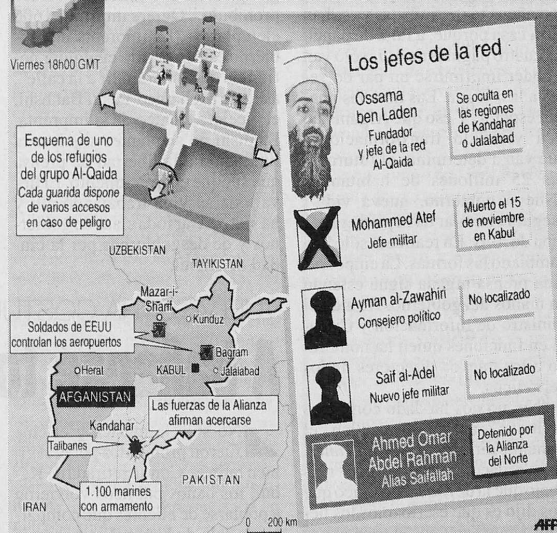 Viernes 18h00 GMT
Esquema de uno
de los refugios
del grupo Al-Qaida
Cada guarida dispone
de varios accesos
en caso de peligro
Los jefes de la red
Ossama
ben Laden
Fundador
y jefe de la red
Al-Qaida
Se oculta en
las regiones
de Kandahar
o Jalalabad
Mohammed Atef
Jefe militar
Muerto el 15
de noviembre
en Kabul
Ayman al-Zawahiri
Consejero político
No localizado
Saif al-Adel
Nuevo jefe militar
No localizado
Ahmed Omar
Abdel Rahman
Alias Saifallah
Detenido por
la Alianza
del Norte
UZBEKISTAN
TAYIKISTAN
Mazar-i-
Sharif
Kunduz
Soldados de EEUU
controlan los aeropuertos
Bagram
Herat
KABUL
Jalalabad
AFGANISTAN
Las fuerzas de la Alianza
afirman acercarse
Kandahar
Talibanes
1.100 marines
con armamento
PAKISTAN
IRAN
0 200 km
AFP